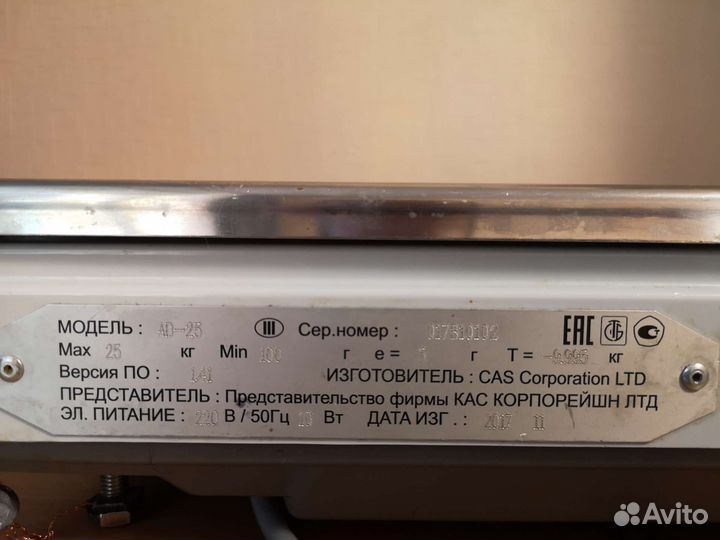 МОДЕЛЬ : AD-25 III Сер.номер : 017B10102 EAC
Max 25 кг Min 100 г e = 5 г T = -9.995 кг
Версия ПО : 1.41 ИЗГОТОВИТЕЛЬ : CAS Corporation LTD
ПРЕДСТАВИТЕЛЬ : Представительство фирмы КАС КОРПОРЕЙШН ЛТД
ЭЛ. ПИТАНИЕ : 220 В / 50Гц 10 Вт ДАТА ИЗГ . : 2017 11
Avito